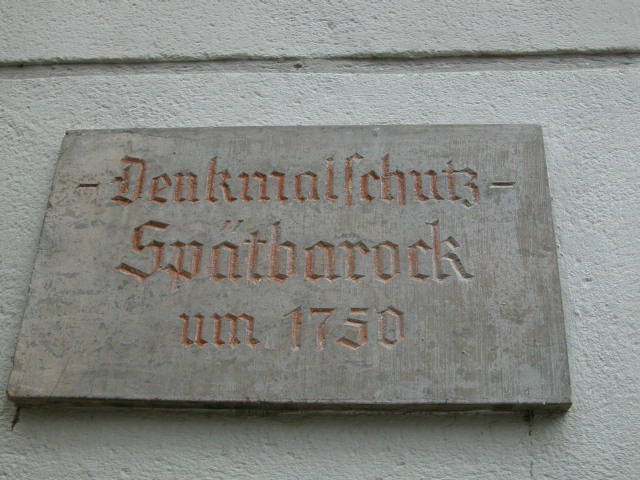 - Denkmalſchutz -
Spätbarock
um 1750